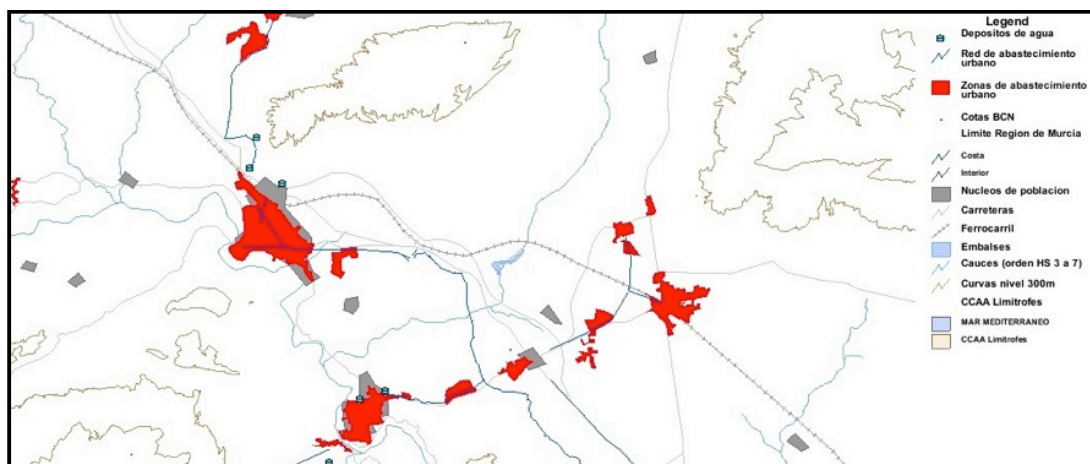 Legend
Depositos de agua
Red de abastecimiento
urbano
Zonas de abastecimiento
urbano
Cotas BCN
Limite Region de Murcia
Costa
Interior
Nucleos de poblacion
Carreteras
Ferrocarril
Embalses
Cauces (orden HS 3 a 7)
Curvas nivel 300m
CCAA Limitrofes
MAR MEDITERRANEO
CCAA Limitrofes